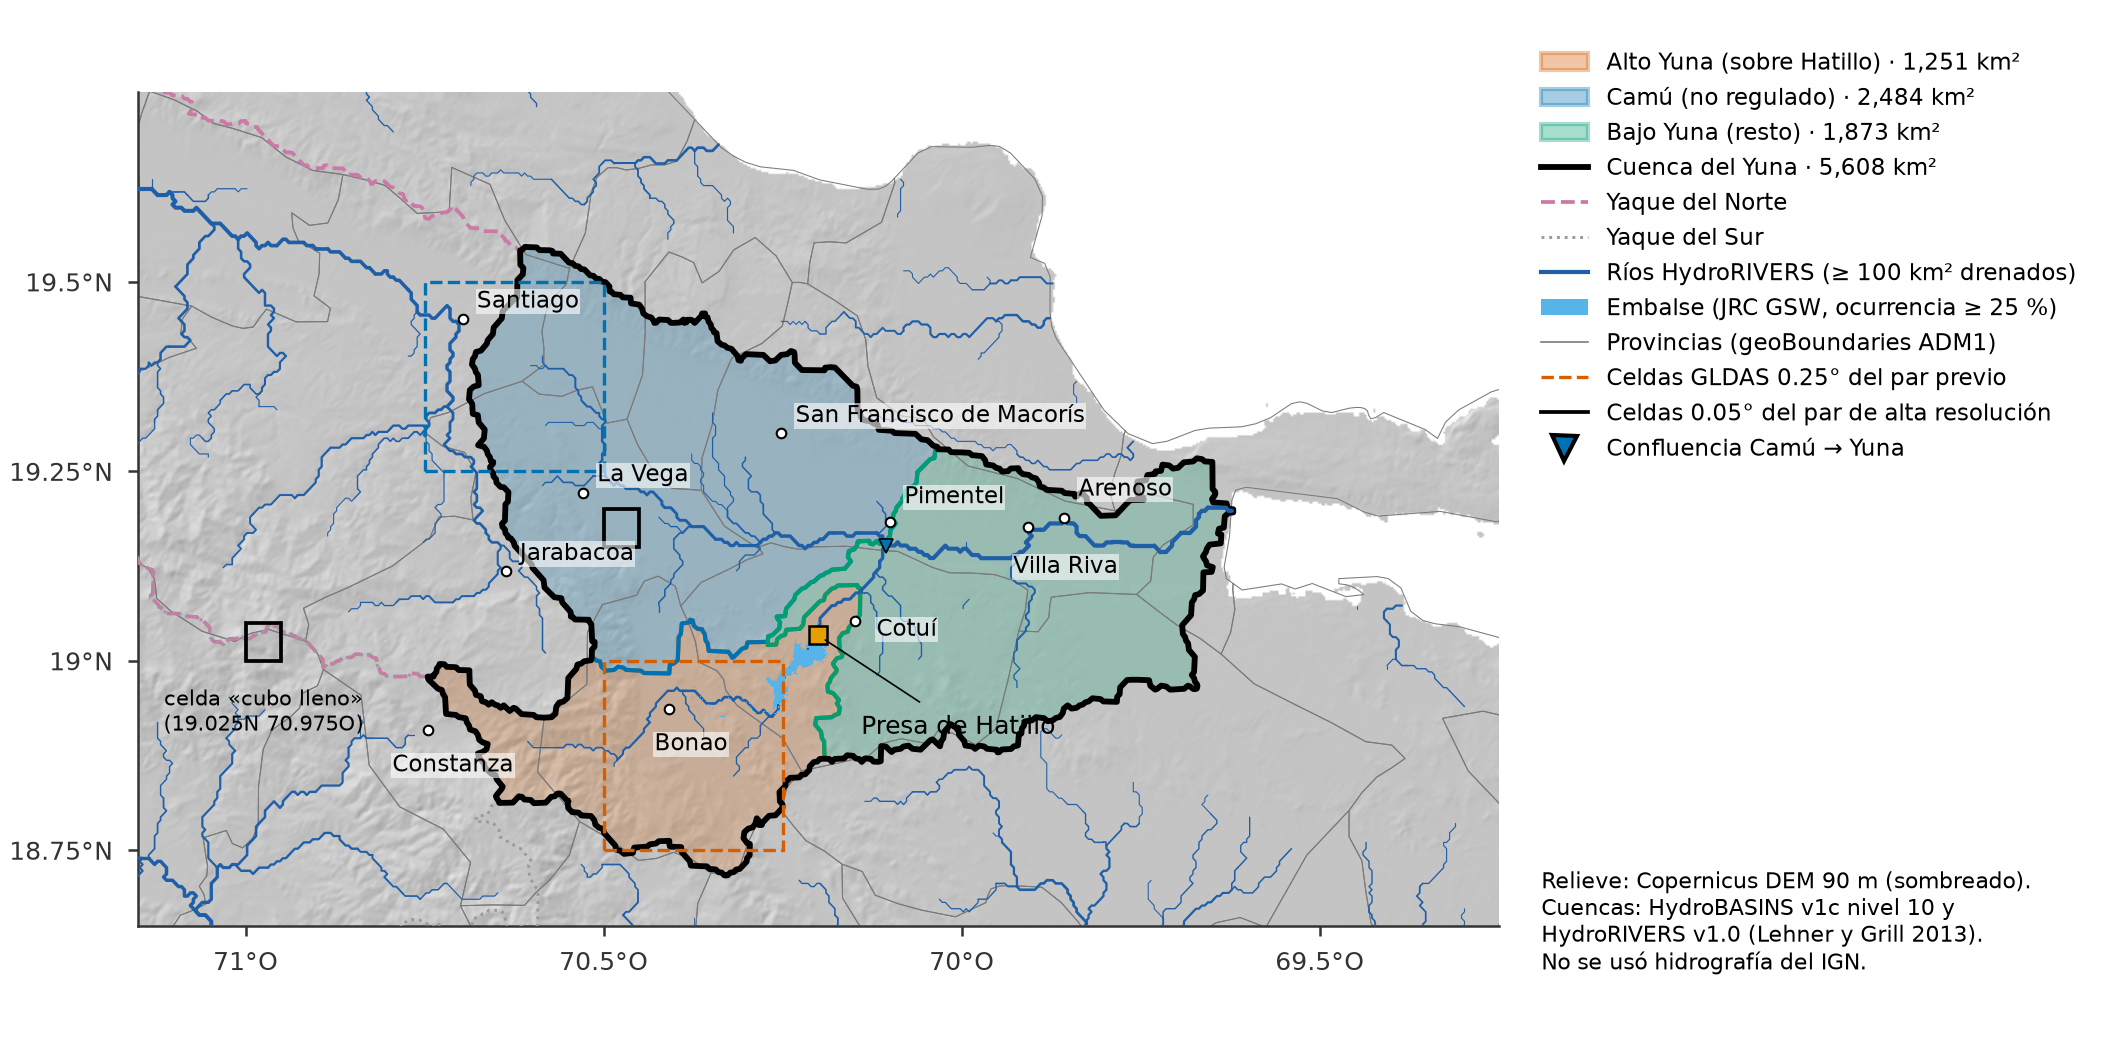 Alto Yuna (sobre Hatillo) · 1,251 km²
Camú (no regulado) · 2,484 km²
Bajo Yuna (resto) · 1,873 km²
Cuenca del Yuna · 5,608 km²
Yaque del Norte
Yaque del Sur
Ríos HydroRIVERS (≥ 100 km² drenados)
Embalse (JRC GSW, ocurrencia ≥ 25 %)
Provincias (geoBoundaries ADM1)
Celdas GLDAS 0.25° del par previo
Celdas 0.05° del par de alta resolución
Confluencia Camú → Yuna
19.5°N
19.25°N
19°N
18.75°N
Santiago
San Francisco de Macorís
La Vega
Pimentel
Arenoso
Jarabacoa
Villa Riva
Cotuí
celda «cubo lleno»
(19.025N 70.975O)
Presa de Hatillo
Bonao
Constanza
71°O
70.5°O
70°O
69.5°O
Relieve: Copernicus DEM 90 m (sombreado).
Cuencas: HydroBASINS v1c nivel 10 y
HydroRIVERS v1.0 (Lehner y Grill 2013).
No se usó hidrografía del IGN.